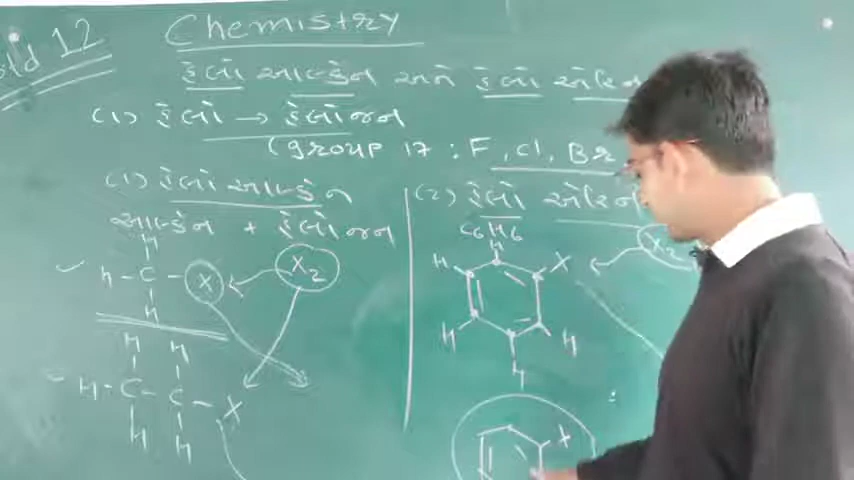 Chemistry
ધો 12
હેલો આલ્કેન અને હેલો એરિન
(1) હેલો → હેલોજન
(group 17 : F, Cl, Br
(1) હેલો આલ્કેન
આલ્કેન + હેલોજન
H
H - C - X
H
X2
H H
H - C - C - X
H H
(2) હેલો એરિન
C6H6
H
H X
H H
H
X2
X